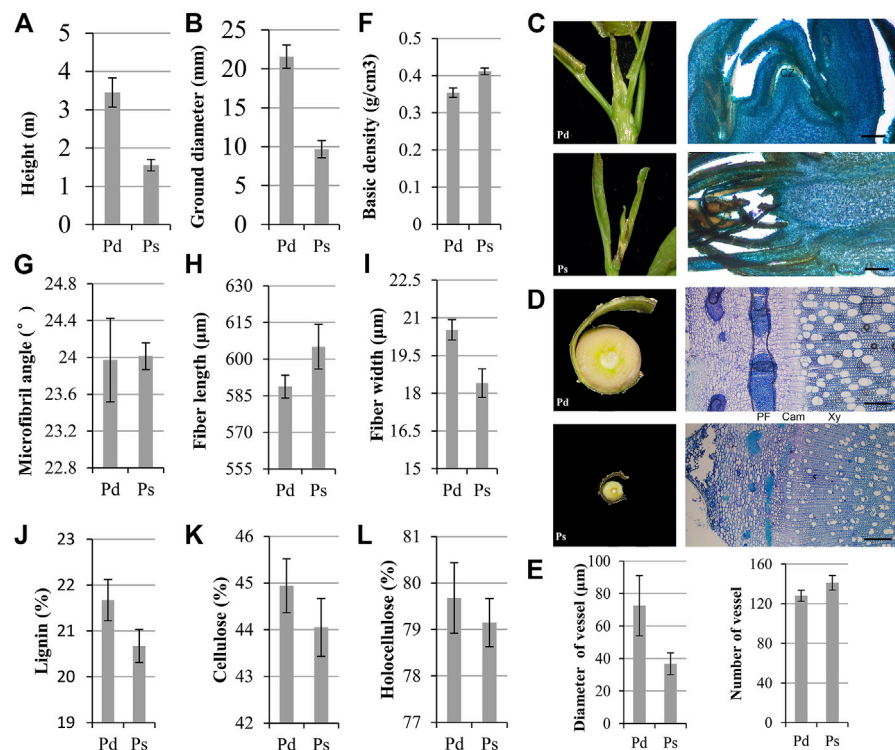 A
Height (m)
5
4
3
2
1
0
Pd Ps
B
Ground diameter (mm)
25
20
15
10
5
0
Pd Ps
F
Basic density (g/cm3)
0.5
0.4
0.3
0.2
0.1
0
Pd Ps
C
Pd
CZ
Ps
G
Microfibril angle (°)
24.8
24.4
24
23.6
23.2
22.8
Pd Ps
H
Fiber length (μm)
630
605
580
555
Pd Ps
I
Fiber width (μm)
22.5
21
19.5
18
16.5
15
Pd Ps
D
Pd
PF Cam Xy
Ps
J
Lignin (%)
23
22
21
20
19
Pd Ps
K
Cellulose (%)
46
45
44
43
42
Pd Ps
L
Holocellulose (%)
81
80
79
78
77
Pd Ps
E
Diameter of vessel (μm)
100
80
60
40
20
0
Pd Ps
Number of vessel
160
120
80
40
0
Pd Ps